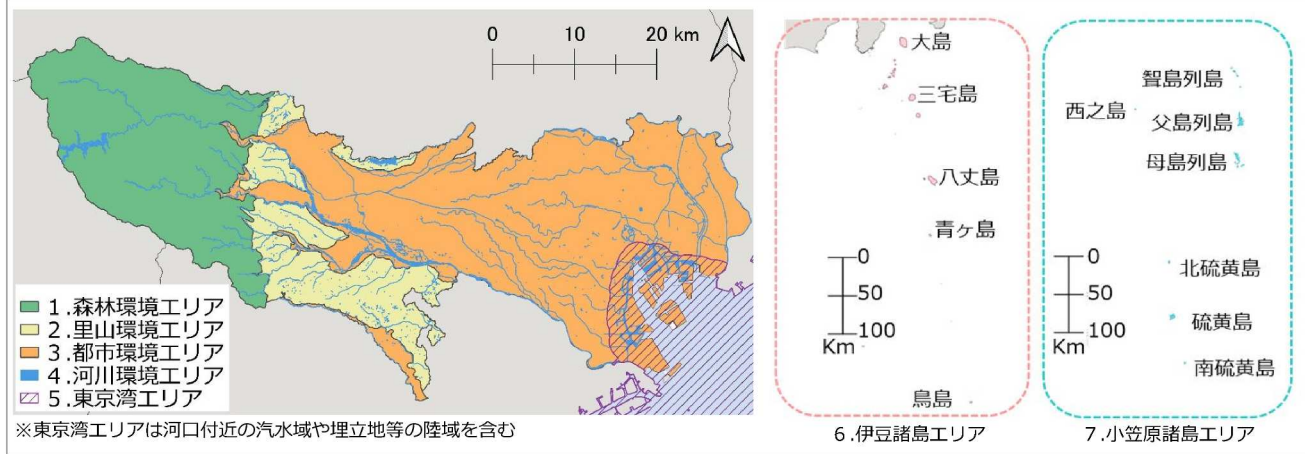 0 10 20 km
1.森林環境エリア
2.里山環境エリア
3.都市環境エリア
4.河川環境エリア
5.東京湾エリア
※東京湾エリアは河口付近の汽水域や埋立地等の陸域を含む
大島
三宅島
八丈島
青ヶ島
0
50
100
Km
鳥島
6.伊豆諸島エリア
聟島列島
西之島
父島列島
母島列島
0
50
100
Km
北硫黄島
硫黄島
南硫黄島
7.小笠原諸島エリア